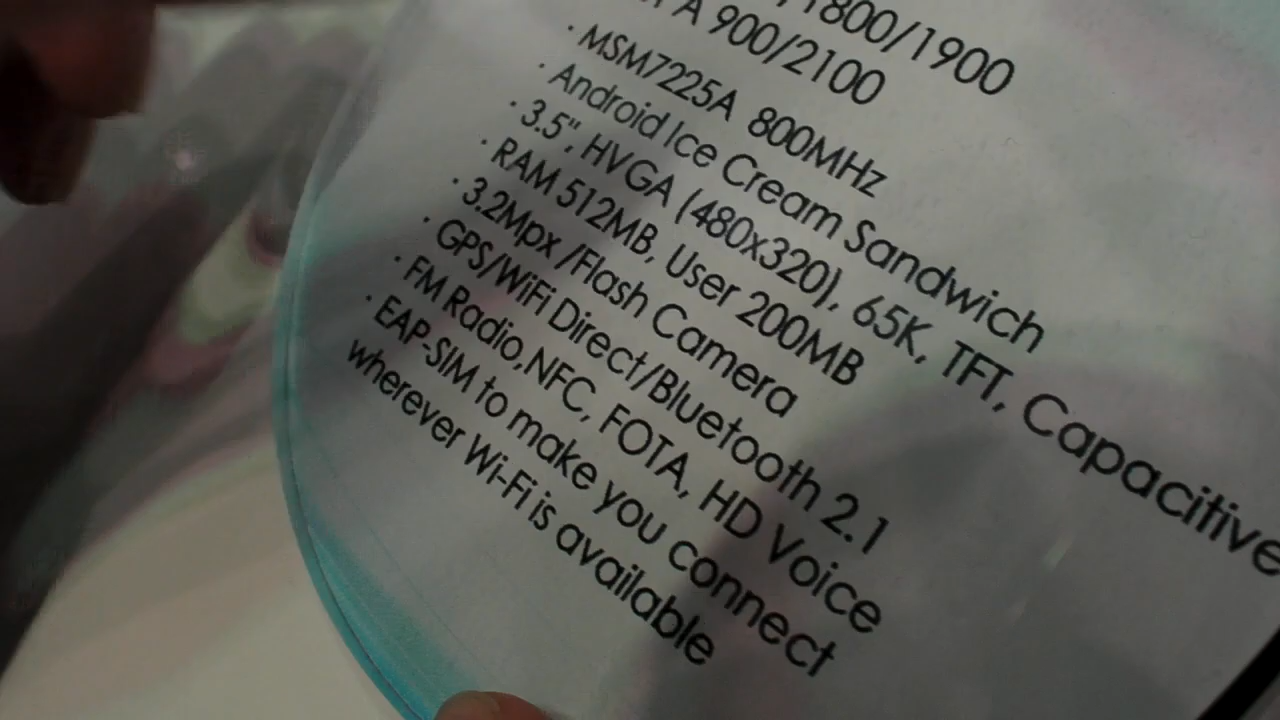 1800/1900
900/2100
· MSM7225A 800MHz
· Android Ice Cream Sandwich
· 3.5", HVGA (480x320), 65K, TFT, Capacitive
· RAM 512MB, User 200MB
· 3.2Mpx /Flash Camera
· GPS/WiFi Direct/Bluetooth 2.1
· FM Radio,NFC, FOTA, HD Voice
· EAP-SIM to make you connect
wherever Wi-Fi is available